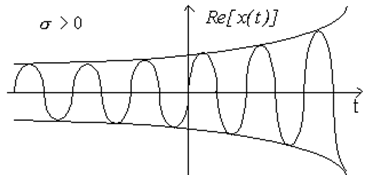 σ > 0
Re[x(t)]
t